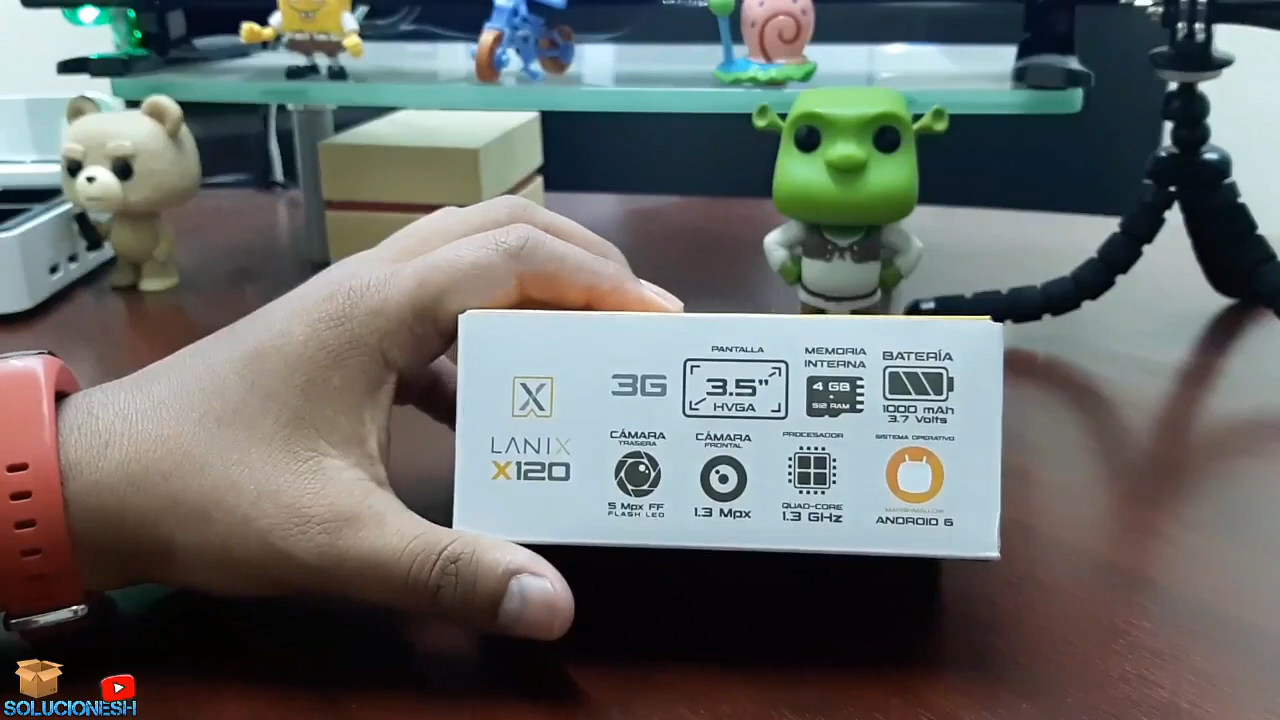 X
LANIX
X120
3G
PANTALLA
3.5"
HVGA
MEMORIA
INTERNA
4 GB
512 RAM
BATERÍA
1000 mAh
3.7 Volts
CÁMARA
TRASERA
5 Mpx FF
FLASH LED
CÁMARA
FRONTAL
1.3 Mpx
PROCESADOR
QUAD-CORE
1.3 GHz
SISTEMA OPERATIVO
MARSHMALLOW
ANDROID 6
SOLUCIONESH